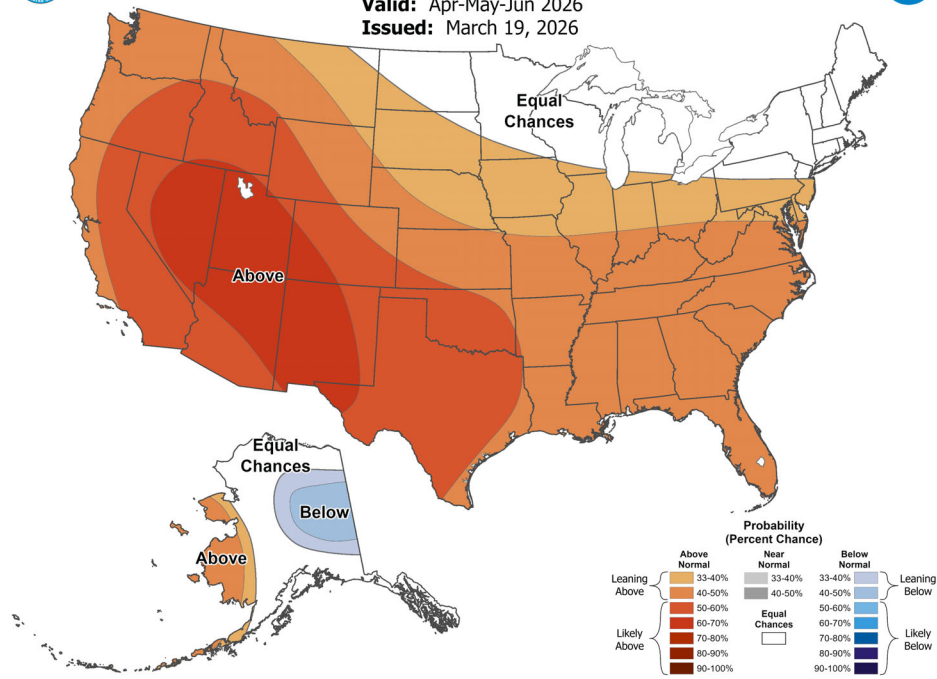 Valid: Apr-May-Jun 2026
Issued: March 19, 2026
Equal
Chances
Above
Equal
Chances
Below
Above
Probability
(Percent Chance)
Above
Normal
Near
Normal
Below
Normal
Leaning
Above
33-40%
40-50%
33-40%
40-50%
33-40%
40-50%
Leaning
Below
Likely
Above
50-60%
60-70%
70-80%
80-90%
90-100%
Equal
Chances
50-60%
60-70%
70-80%
80-90%
90-100%
Likely
Below